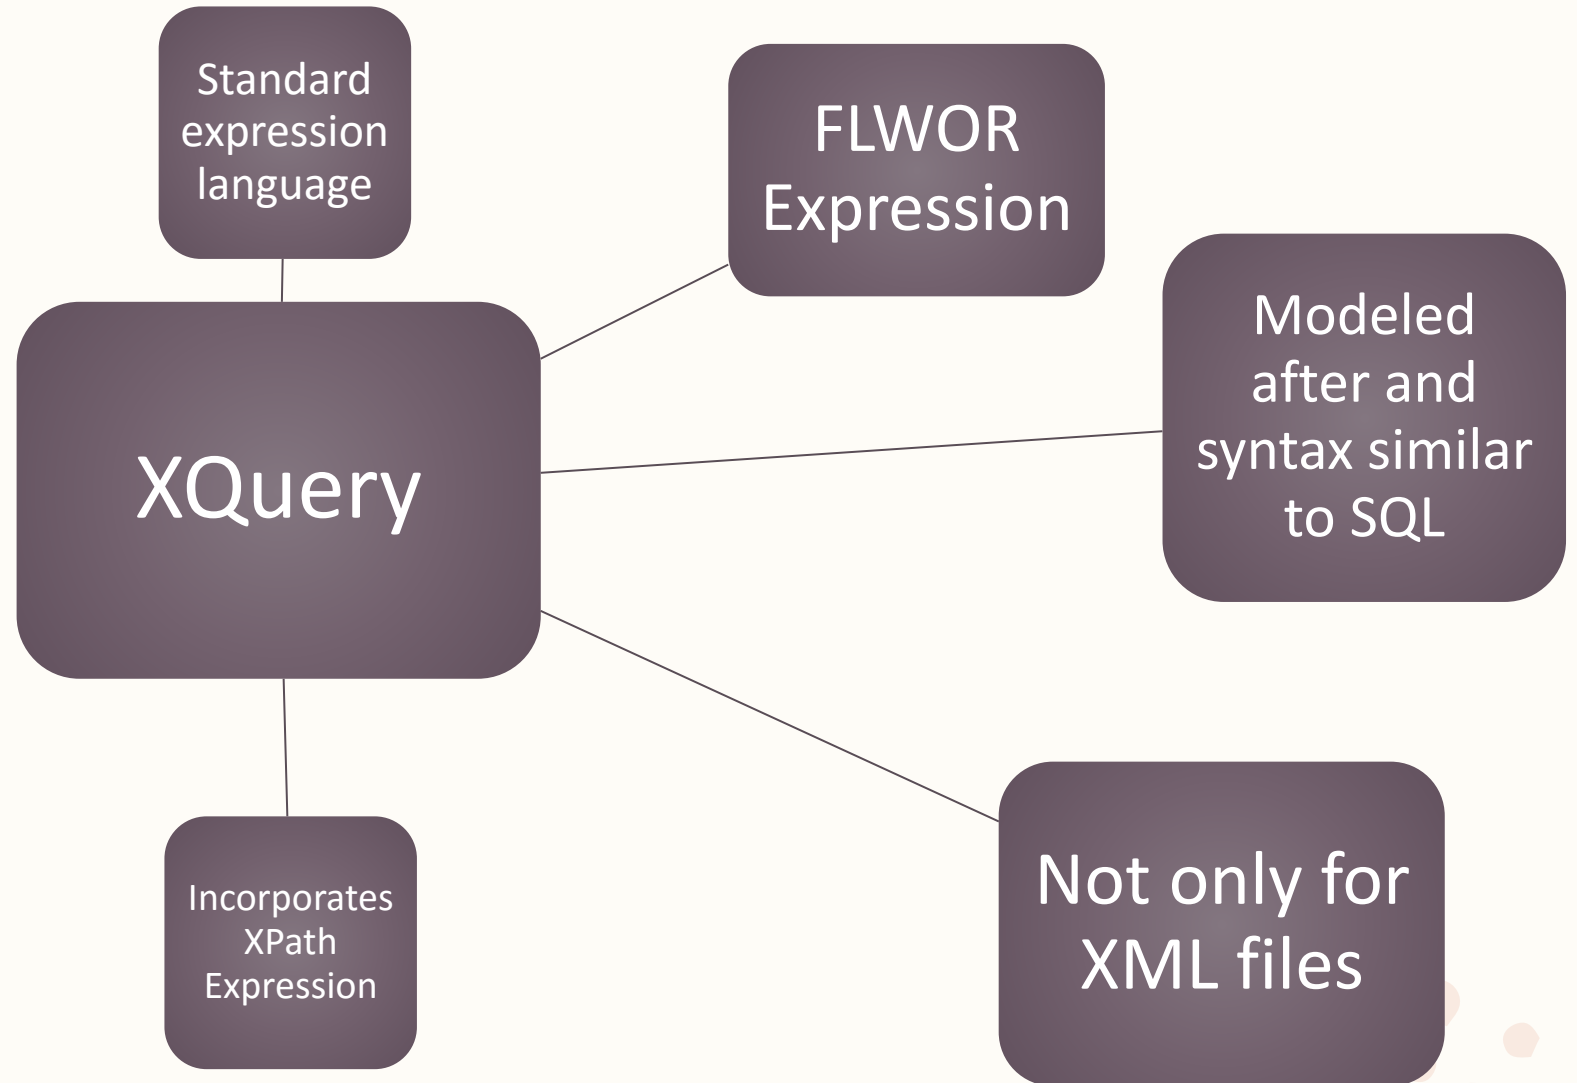 Standard
expression
language
FLWOR
Expression
Modeled
after and
syntax similar
to SQL
XQuery
Not only for
XML files
Incorporates
XPath
Expression